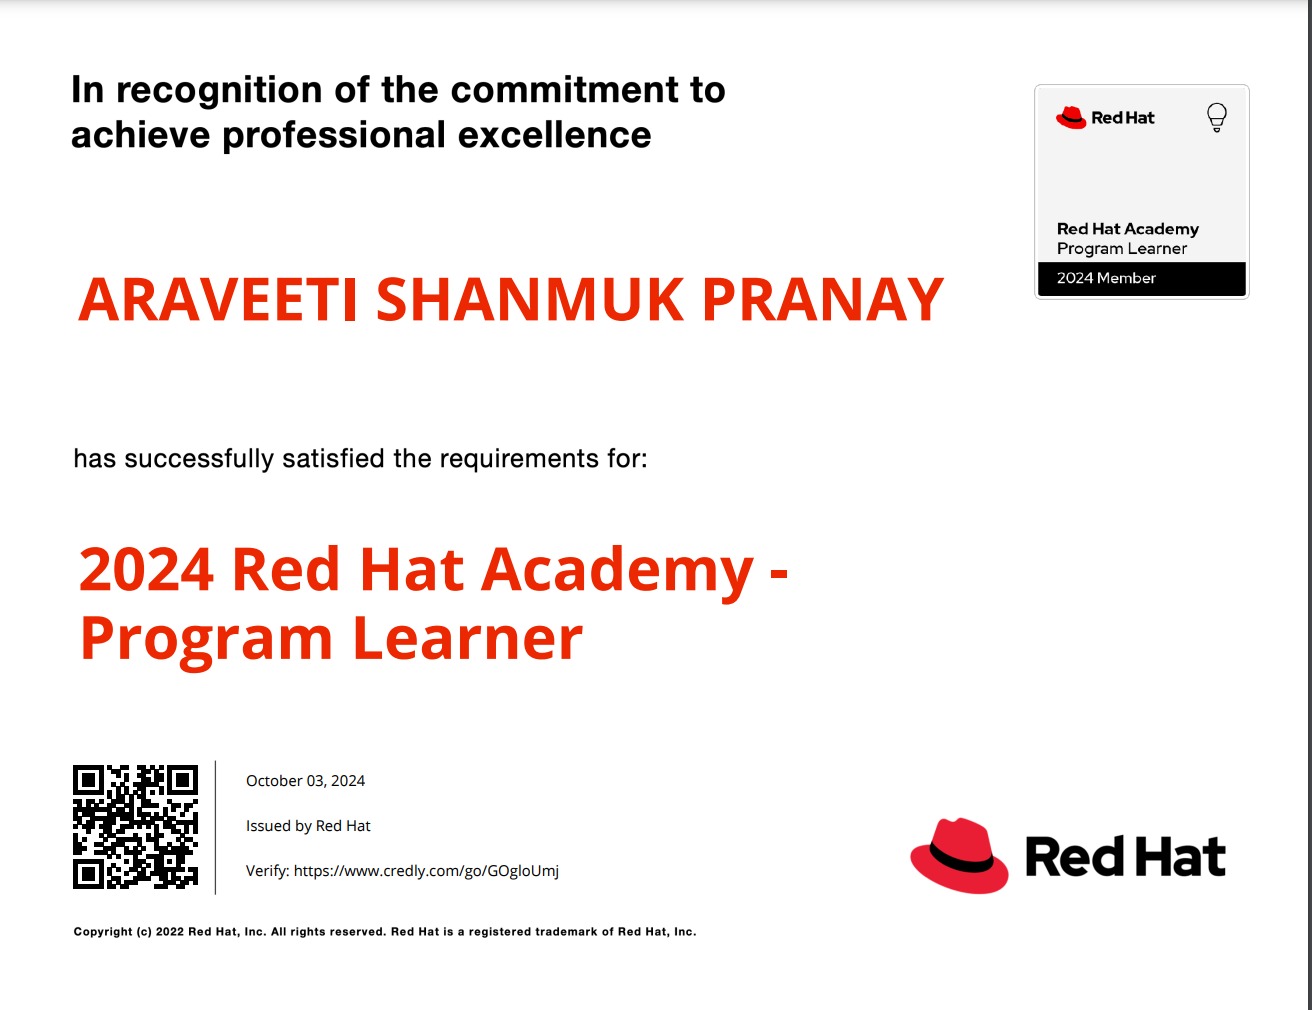 In recognition of the commitment to
achieve professional excellence
Red Hat
Red Hat Academy
Program Learner
2024 Member
ARAVEETI SHANMUK PRANAY
has successfully satisfied the requirements for:
2024 Red Hat Academy -
Program Learner
October 03, 2024
Issued by Red Hat
Verify: https://www.credly.com/go/GOgloUmj
Red Hat
Copyright (c) 2022 Red Hat, Inc. All rights reserved. Red Hat is a registered trademark of Red Hat, Inc.